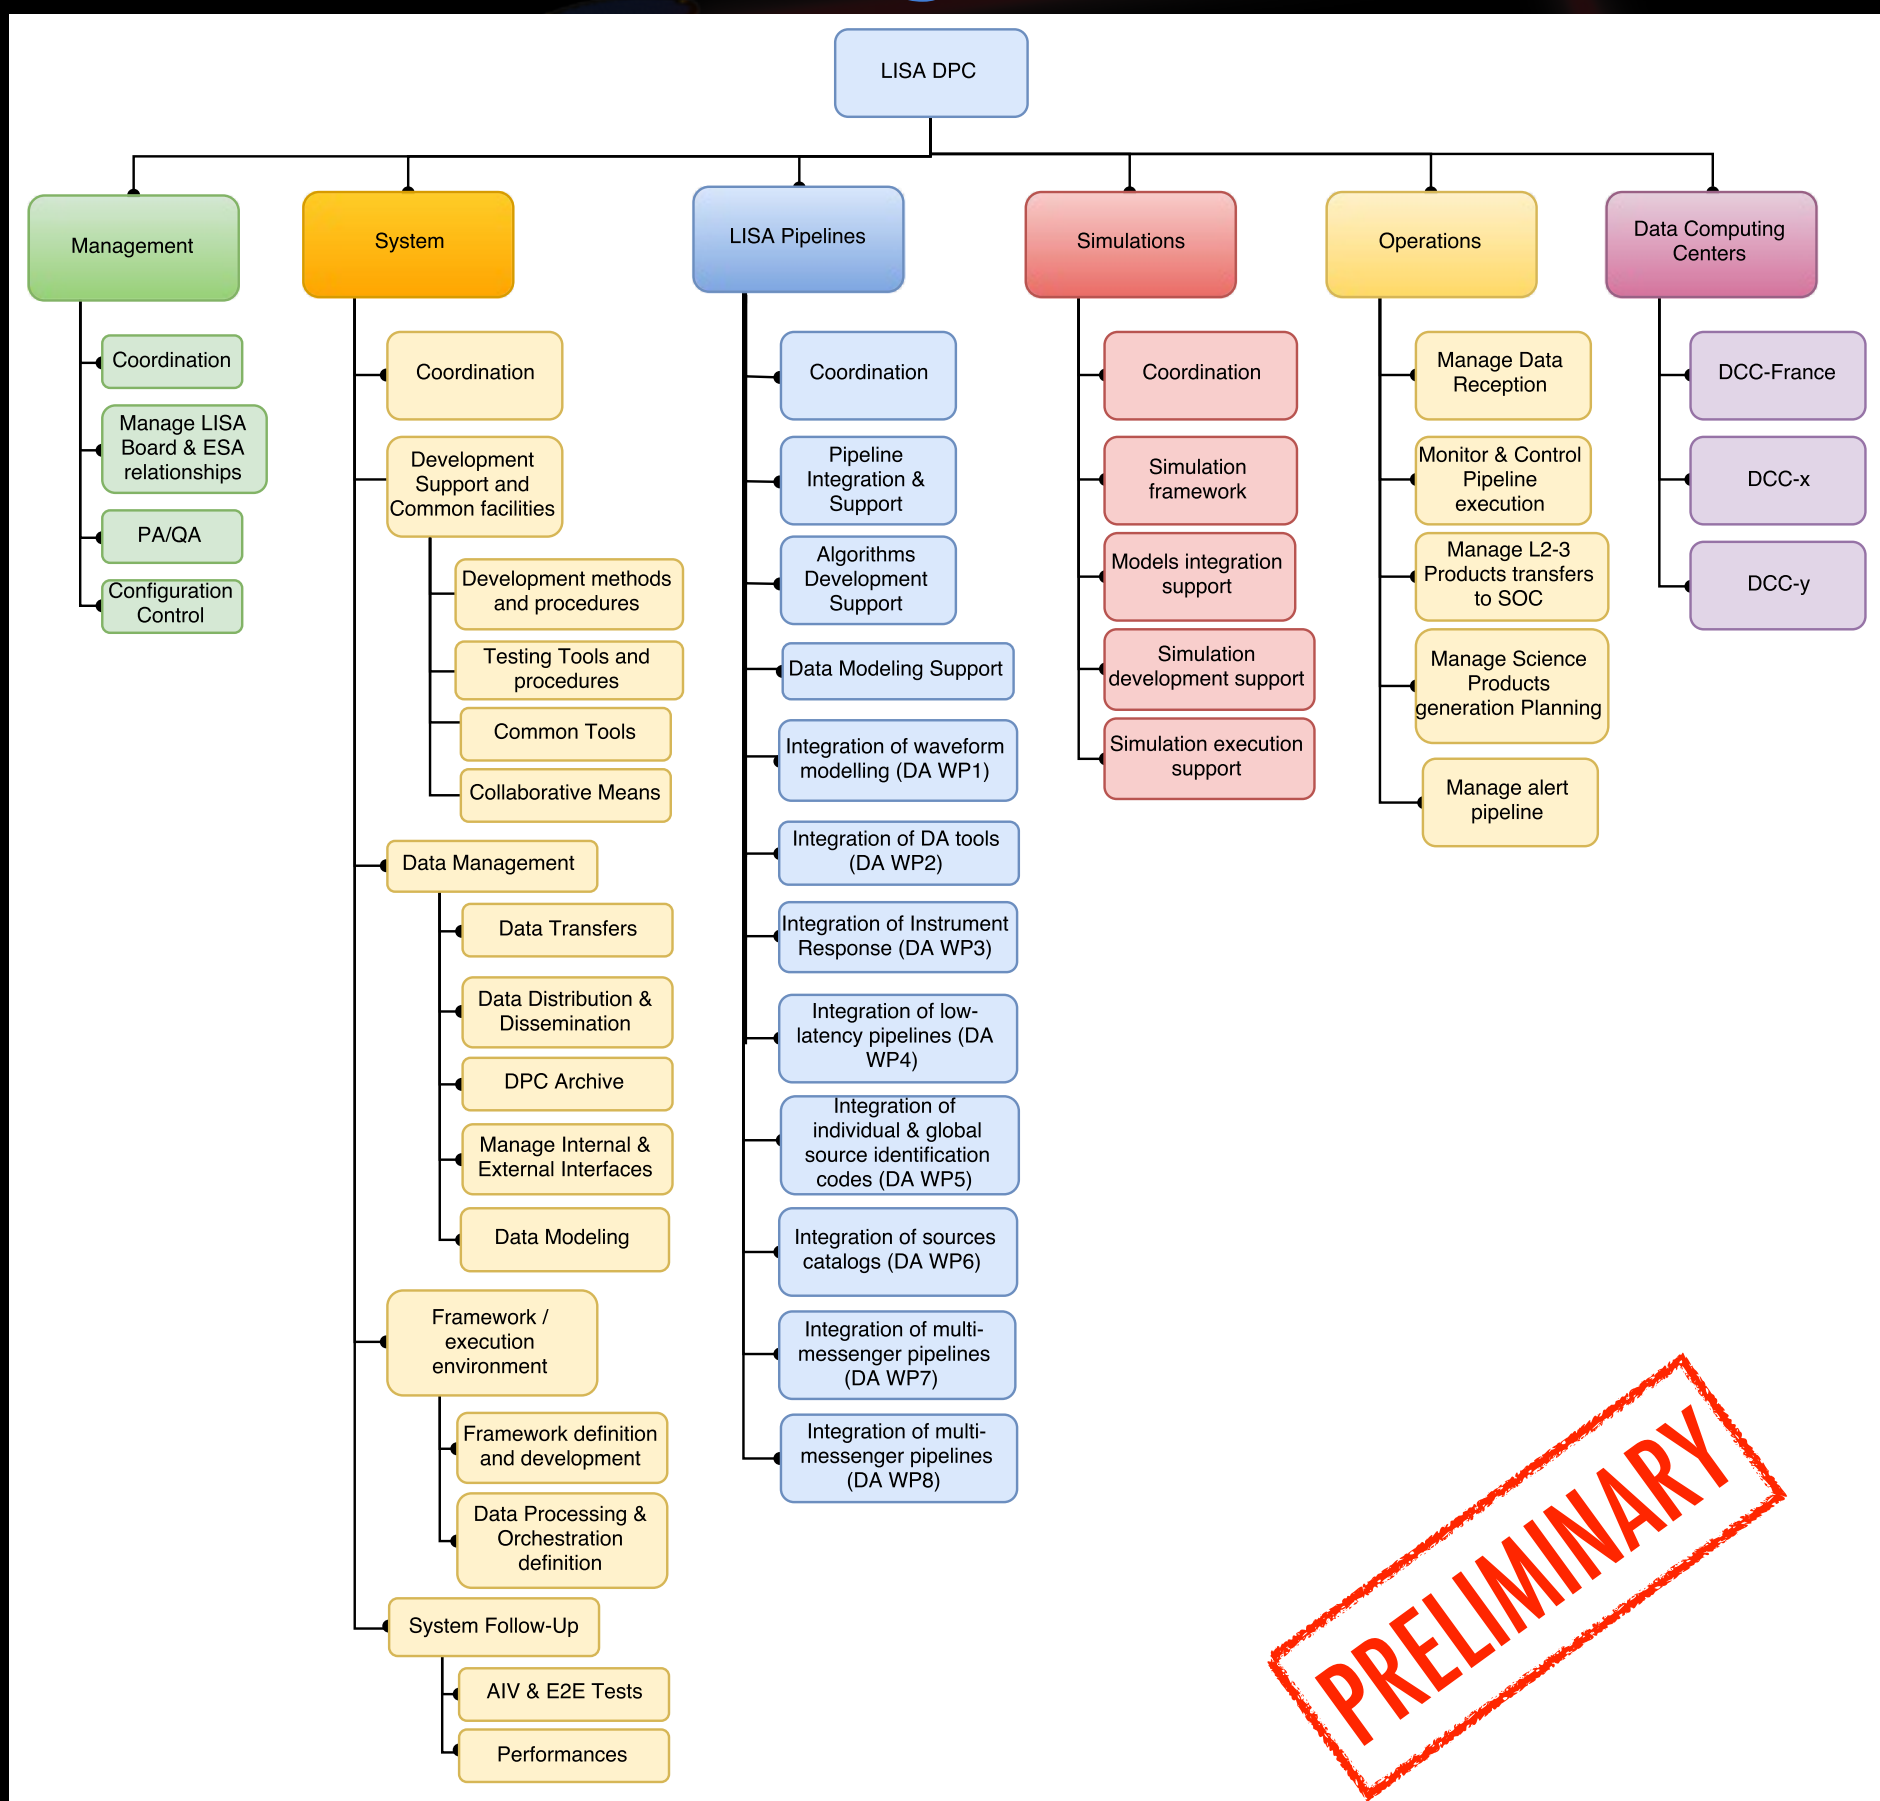 LISA DPC
Management
System
LISA Pipelines
Simulations
Operations
Data Computing
Centers
Coordination
Manage LISA
Board & ESA
relationships
PA/QA
Configuration
Control
Coordination
Development
Support and
Common facilities
Development methods
and procedures
Testing Tools and
procedures
Common Tools
Collaborative Means
Data Management
Data Transfers
Data Distribution &
Dissemination
DPC Archive
Manage Internal &
External Interfaces
Data Modeling
Framework /
execution
environment
Framework definition
and development
Data Processing &
Orchestration
definition
System Follow-Up
AIV & E2E Tests
Performances
Coordination
Pipeline
Integration &
Support
Algorithms
Development
Support
Data Modeling Support
Integration of waveform
modelling (DA WP1)
Integration of DA tools
(DA WP2)
Integration of Instrument
Response (DA WP3)
Integration of low-
latency pipelines (DA
WP4)
Integration of
individual & global
source identification
codes (DA WP5)
Integration of sources
catalogs (DA WP6)
Integration of multi-
messenger pipelines
(DA WP7)
Integration of multi-
messenger pipelines
(DA WP8)
Coordination
Simulation
framework
Models integration
support
Simulation
development support
Simulation execution
support
Manage Data
Reception
Monitor & Control
Pipeline
execution
Manage L2-3
Products transfers
to SOC
Manage Science
Products
generation Planning
Manage alert
pipeline
DCC-France
DCC-x
DCC-y
PRELIMINARY